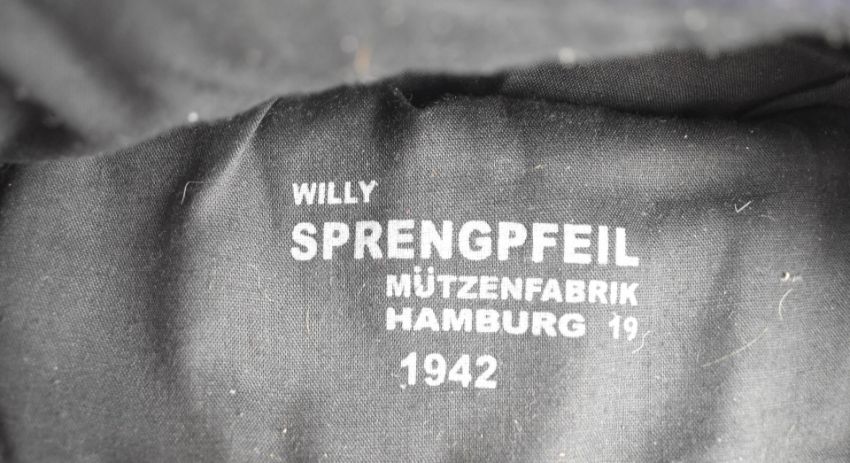 WILLY
SPRENGPFEIL
MÜTZENFABRIK
HAMBURG 19
1942